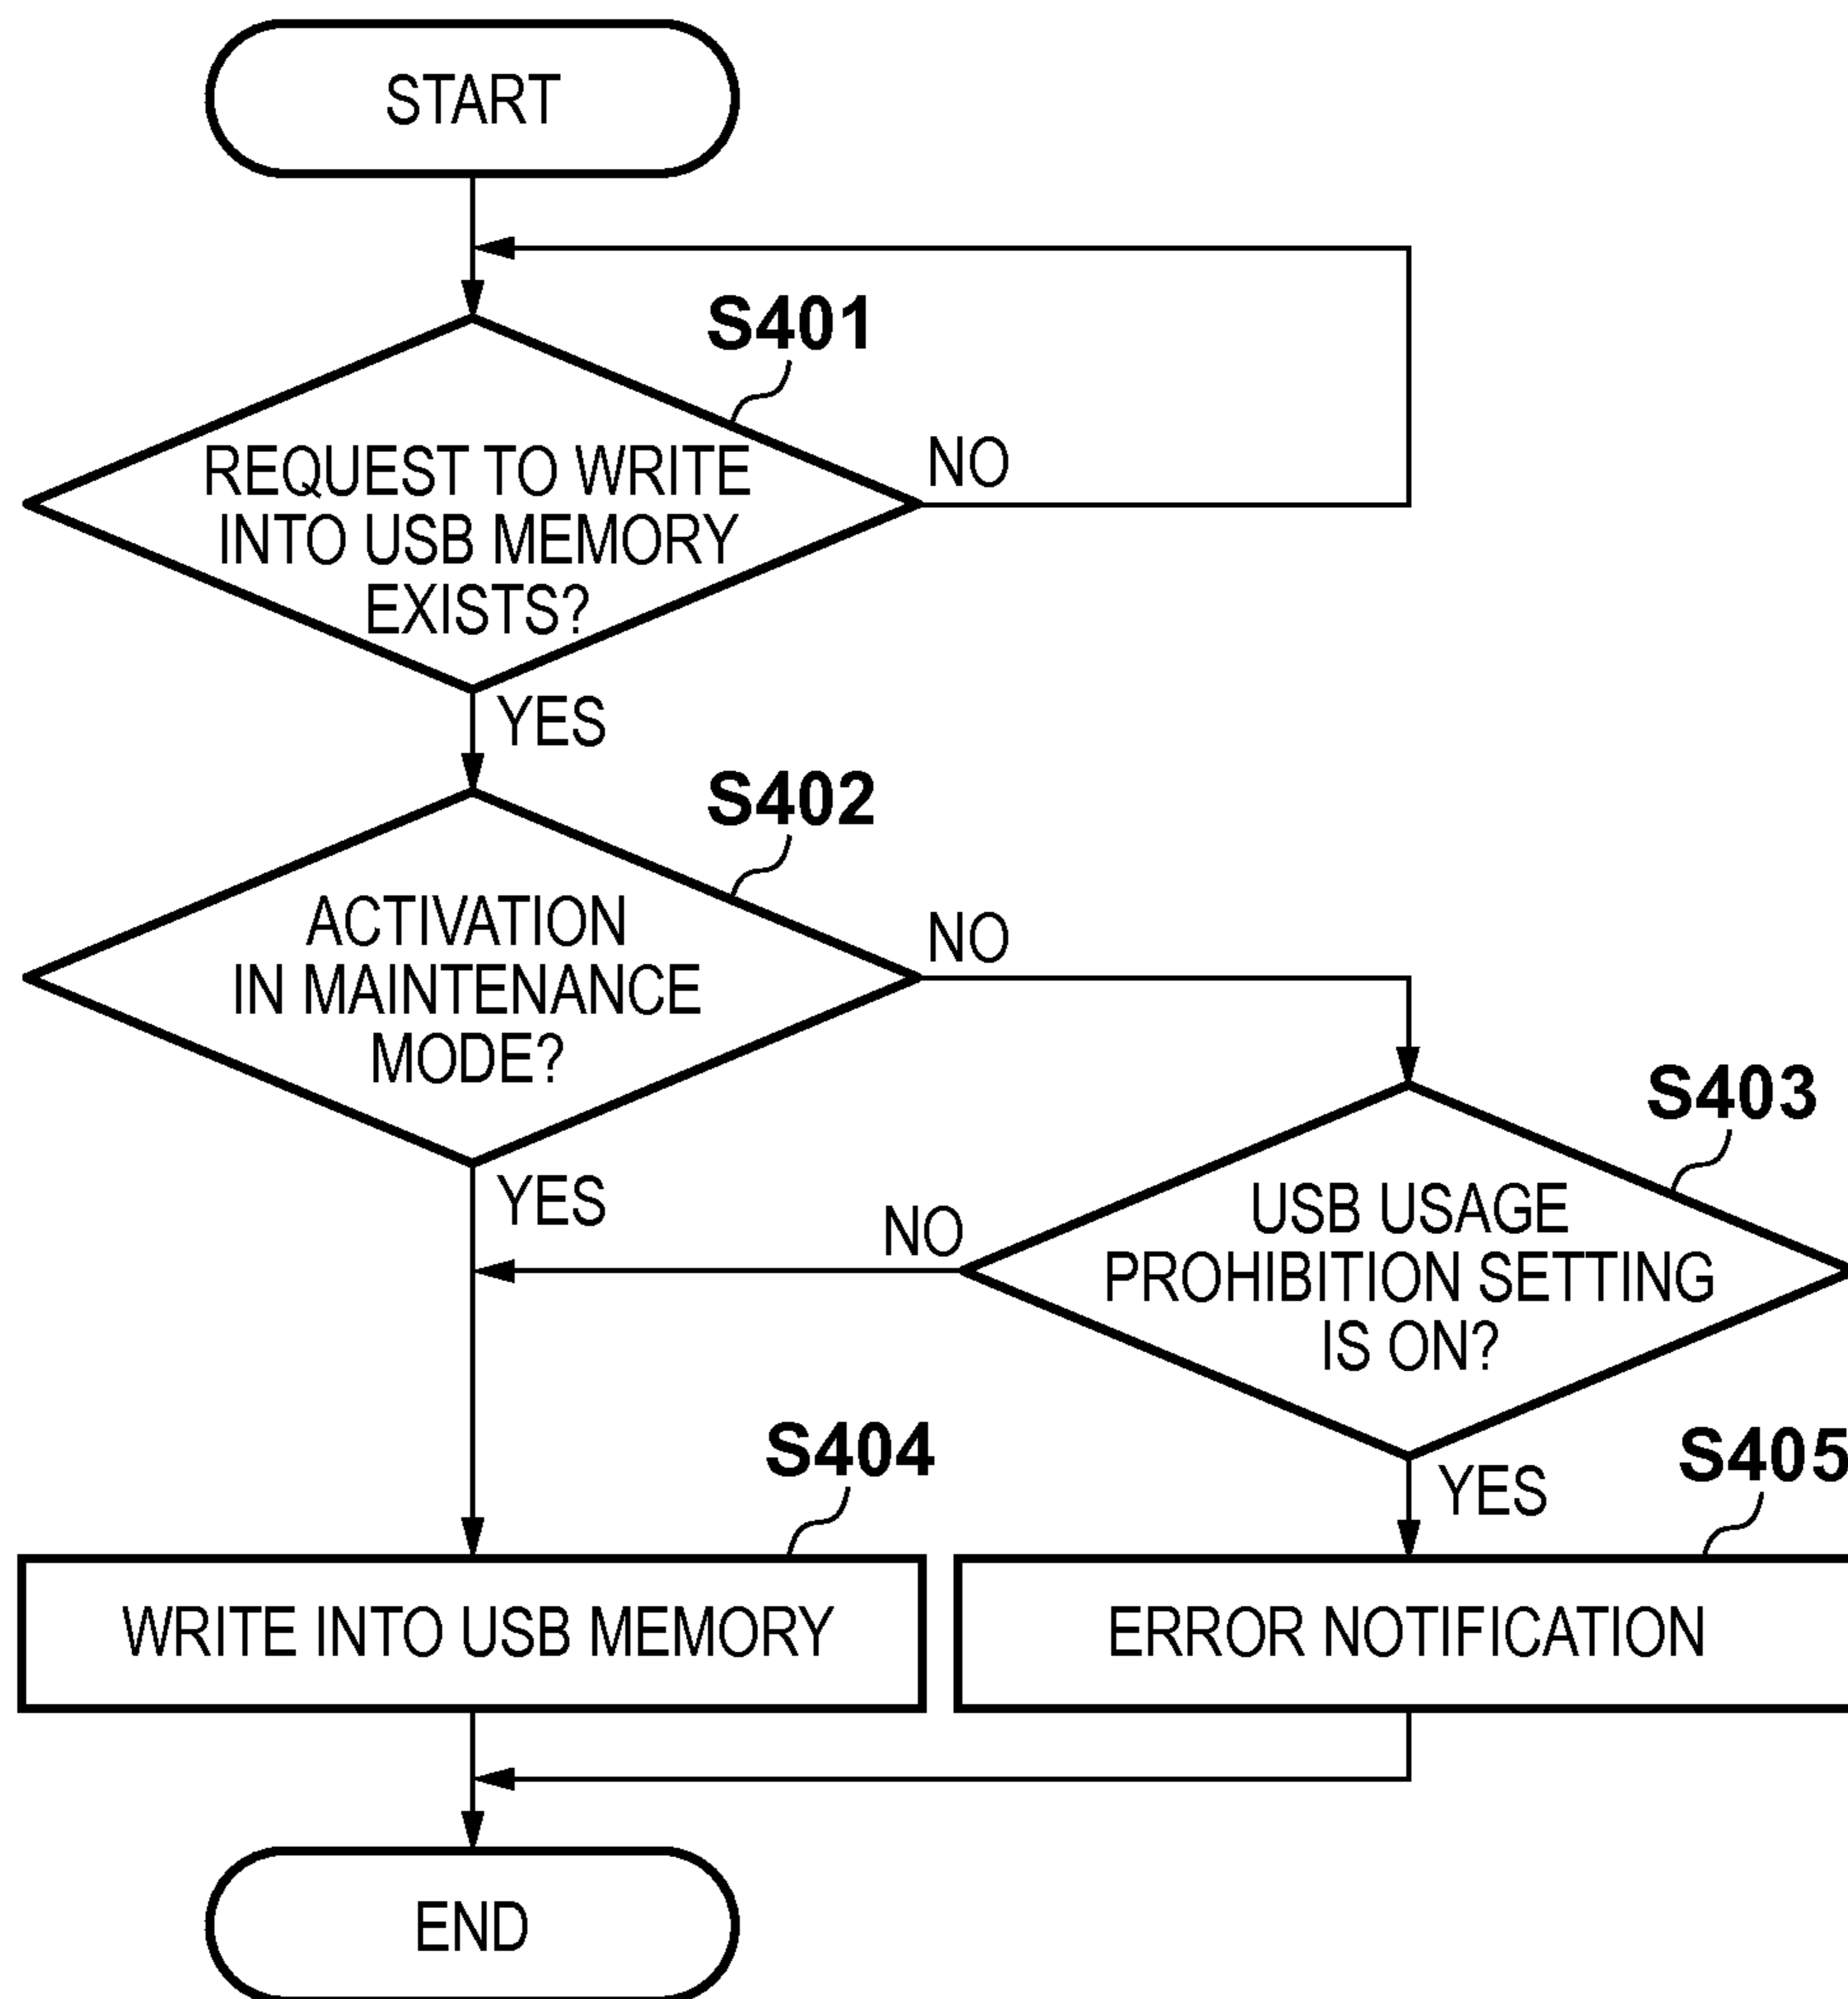 START
S401
REQUEST TO WRITE
INTO USB MEMORY
EXISTS?
NO
YES
S402
ACTIVATION
IN MAINTENANCE
MODE?
NO
YES
S403
USB USAGE
PROHIBITION SETTING
IS ON?
NO
YES
S404
WRITE INTO USB MEMORY
S405
ERROR NOTIFICATION
END